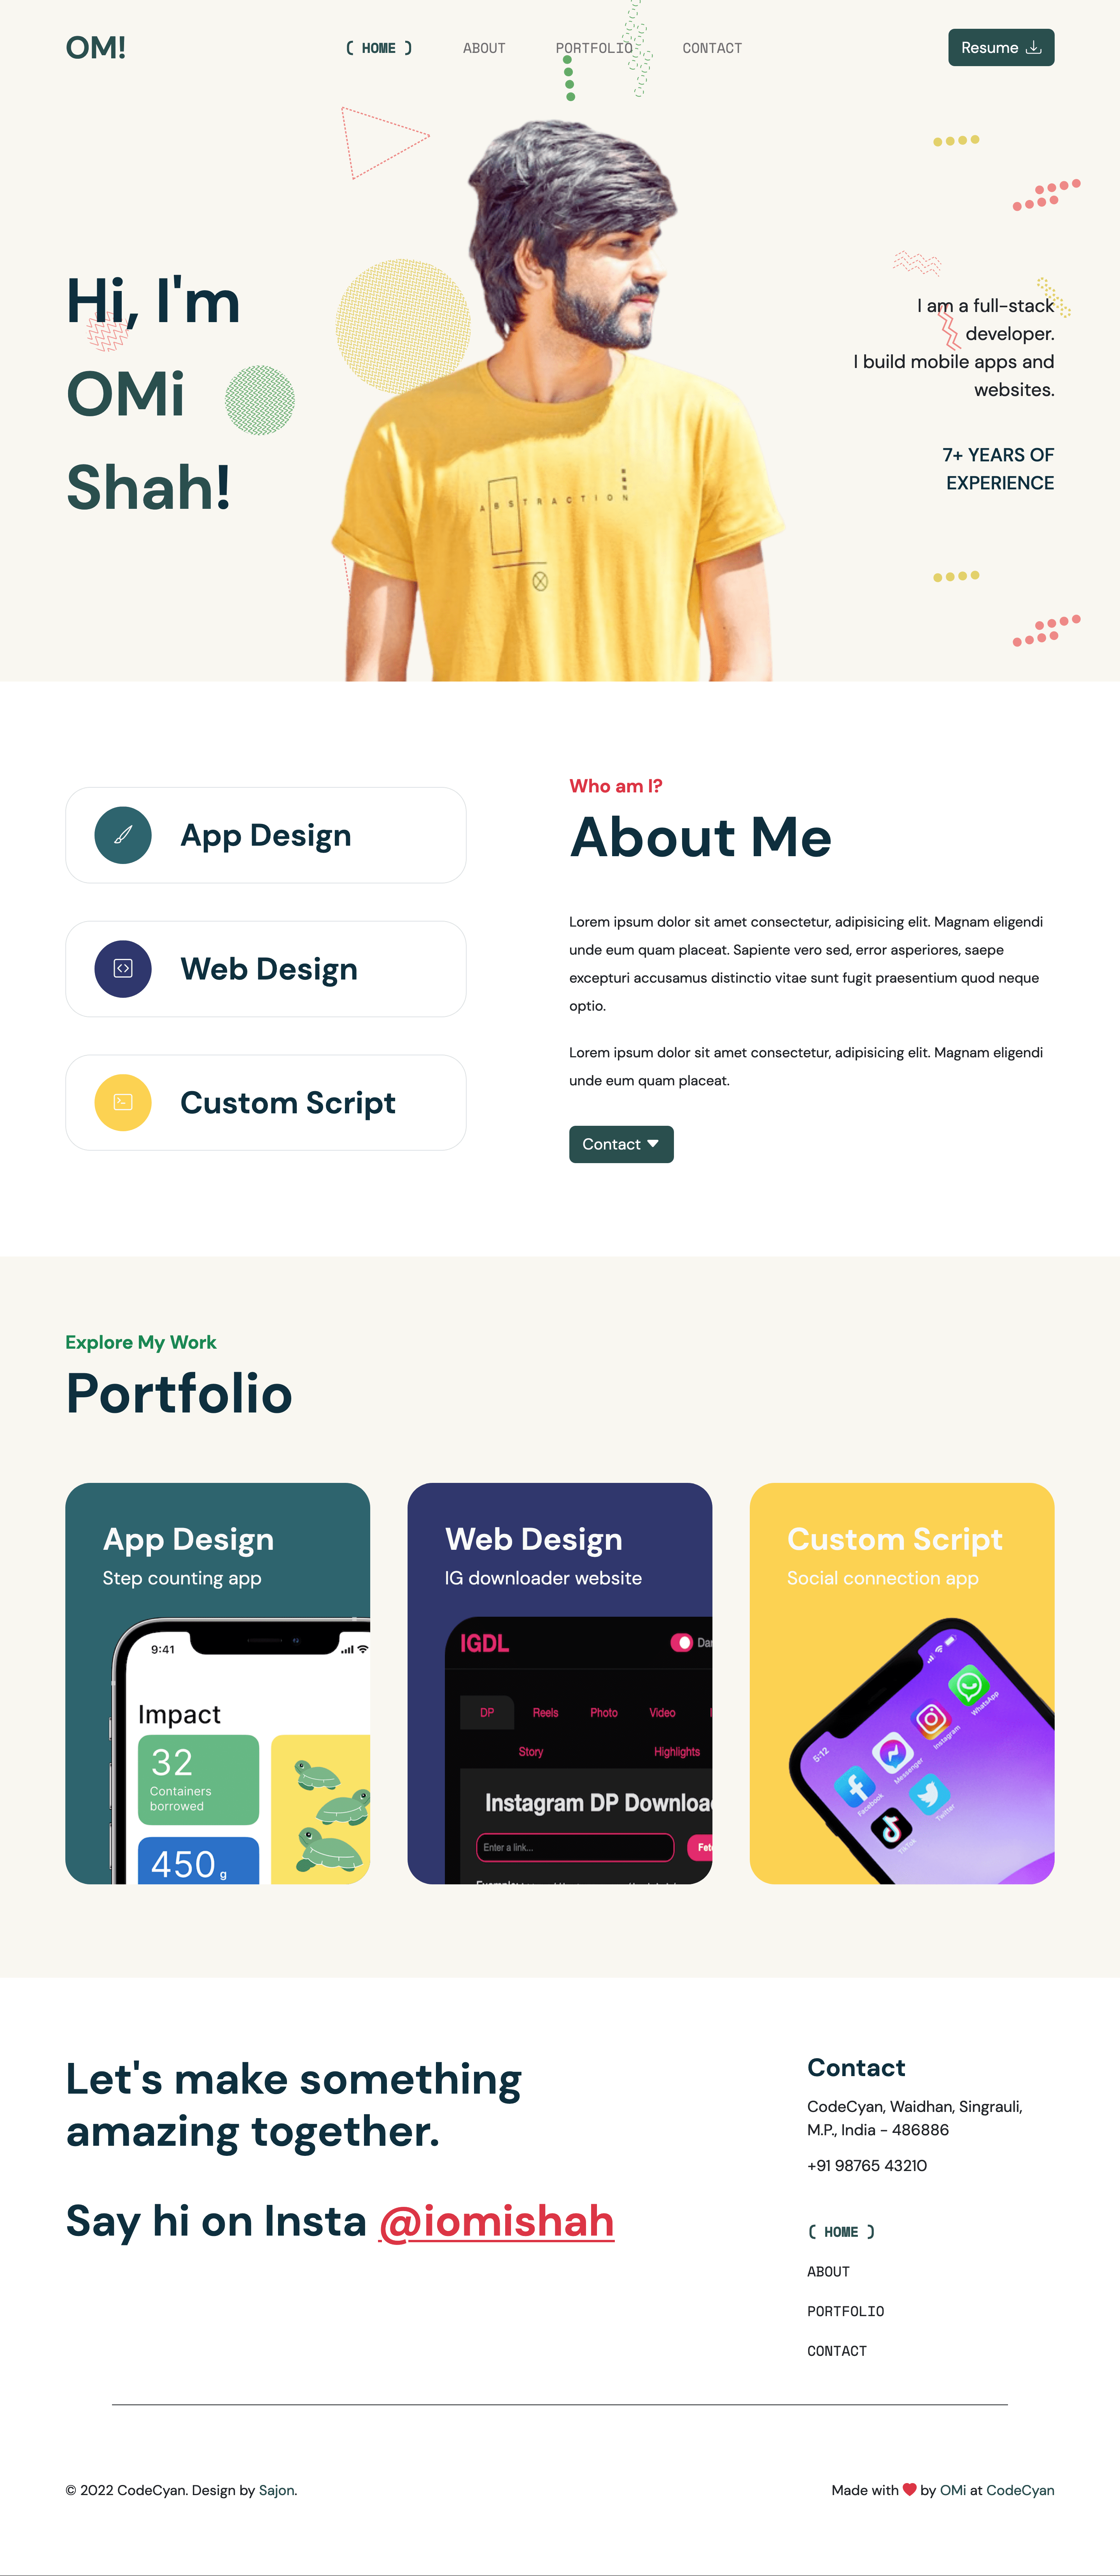 OM!
( HOME )
ABOUT
PORTFOLIO
CONTACT
Resume
Hi, I'm
OMi
Shah!
ABSTRACTION
I am a full-stack
developer.
I build mobile apps and
websites.
7+ YEARS OF
EXPERIENCE
App Design
Web Design
Custom Script
Who am I?
About Me
Lorem ipsum dolor sit amet consectetur, adipisicing elit. Magnam eligendi
unde eum quam placeat. Sapiente vero sed, error asperiores, saepe
excepturi accusamus distinctio vitae sunt fugit praesentium quod neque
optio.
Lorem ipsum dolor sit amet consectetur, adipisicing elit. Magnam eligendi
unde eum quam placeat.
Contact
Explore My Work
Portfolio
App Design
Step counting app
9:41
Impact
32
Containers
borrowed
450 g
Web Design
IG downloader website
IGDL
DP
Reels
Photo
Video
Story
Highlights
Instagram DP
Enter a link...
Custom Script
Social connection app
5:12
WhatsApp
Instagram
Messenger
Facebook
Twitter
TikTok
Let's make something
amazing together.
Say hi on Insta @iomishah
Contact
CodeCyan, Waidhan, Singrauli,
M.P., India - 486886
+91 98765 43210
( HOME )
ABOUT
PORTFOLIO
CONTACT
© 2022 CodeCyan. Design by Sajon.
Made with ❤ by OMi at CodeCyan